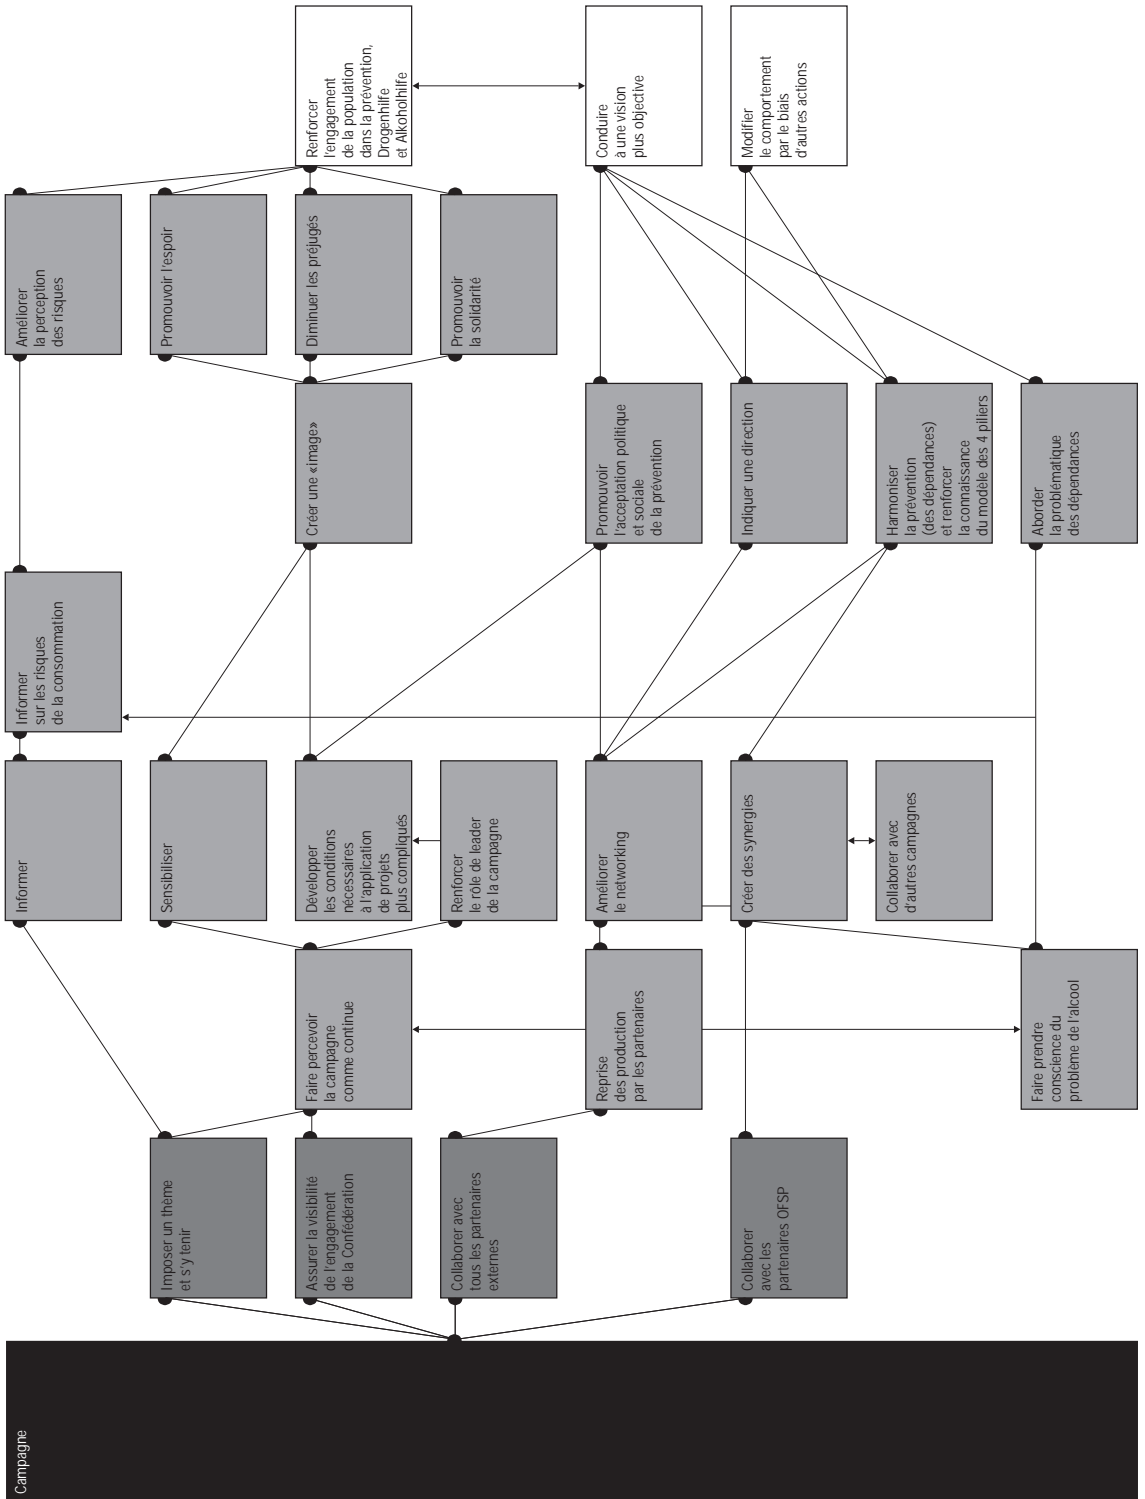 Campagne
Imposer un thème
et s'y tenir
Assurer la visibilité
de l'engagement
de la Confédération
Collaborer avec
tous les partenaires
externes
Collaborer
avec les
partenaires OFSP
Faire percevoir
la campagne
comme continue
Reprise
des production
par les partenaires
Faire prendre
conscience du
problème de l'alcool
Informer
Sensibiliser
Développer
les conditions
nécessaires
à l'application
de projets
plus compliqués
Renforcer
le rôle de leader
de la campagne
Améliorer
le networking
Créer des synergies
Collaborer avec
d'autres campagnes
Informer
sur les risques
de la consommation
Créer une «image»
Promouvoir
l'acceptation politique
et sociale
de la prévention
Indiquer une direction
Harmoniser
la prévention
(des dépendances)
et renforcer
la connaissance
du modèle des 4 piliers
Aborder
la problématique
des dépendances
Améliorer
la perception
des risques
Promouvoir l'espoir
Diminuer les préjugés
Promouvoir
la solidarité
Renforcer
l'engagement
de la population
dans la prévention,
Drogenhilfe
et Alkoholhilfe
Conduire
à une vision
plus objective
Modifier
le comportement
par le biais
d'autres actions